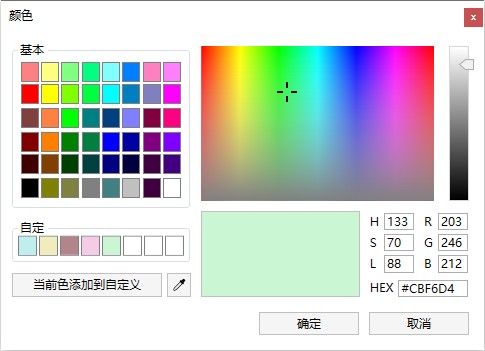 颜色
x
基本
自定
当前色添加到自定义
H 133 R 203
S 70 G 246
L 88 B 212
HEX #CBF6D4
确定 取消